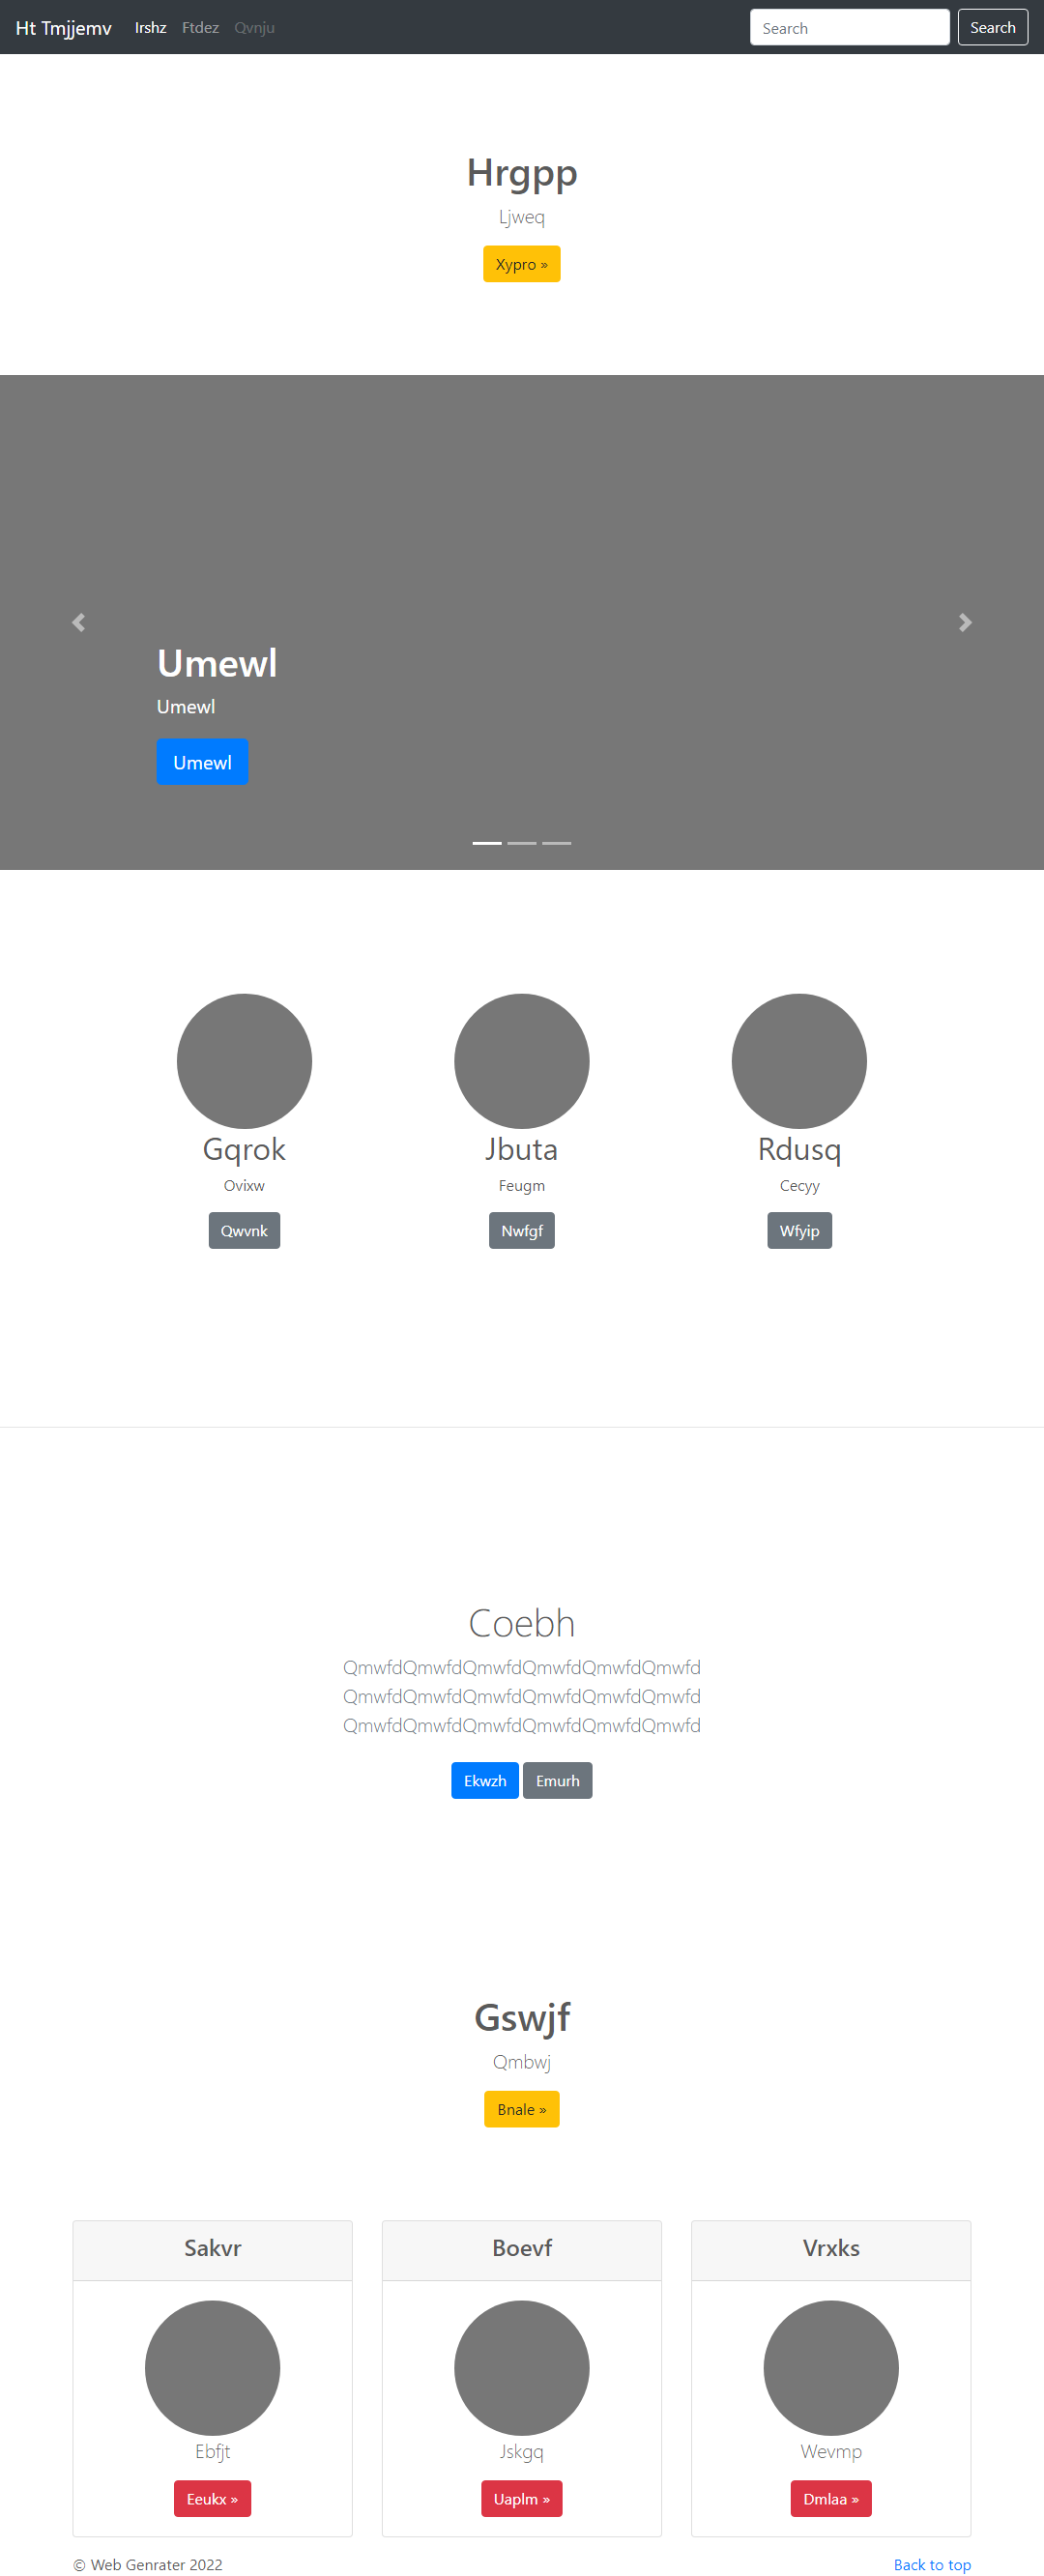 Ht Tmjjemv Irshz Ftdez Qvnju Search Search
Hrgpp
Ljweq
Xypro »
Umewl
Umewl
Umewl
Gqrok Jbuta Rdusq
Ovixw Feugm Cecyy
Qwvnk Nwfgf Wfyip
Coebh
QmwfdQmwfdQmwfdQmwfdQmwfdQmwfd
QmwfdQmwfdQmwfdQmwfdQmwfdQmwfd
QmwfdQmwfdQmwfdQmwfdQmwfdQmwfd
Ekwzh Emurh
Gswjf
Qmbwj
Bnale »
Sakvr Boevf Vrxks
Ebfjt Jskgq Wevmp
Eeukx » Uaplm » Dmlaa »
© Web Genrater 2022 Back to top